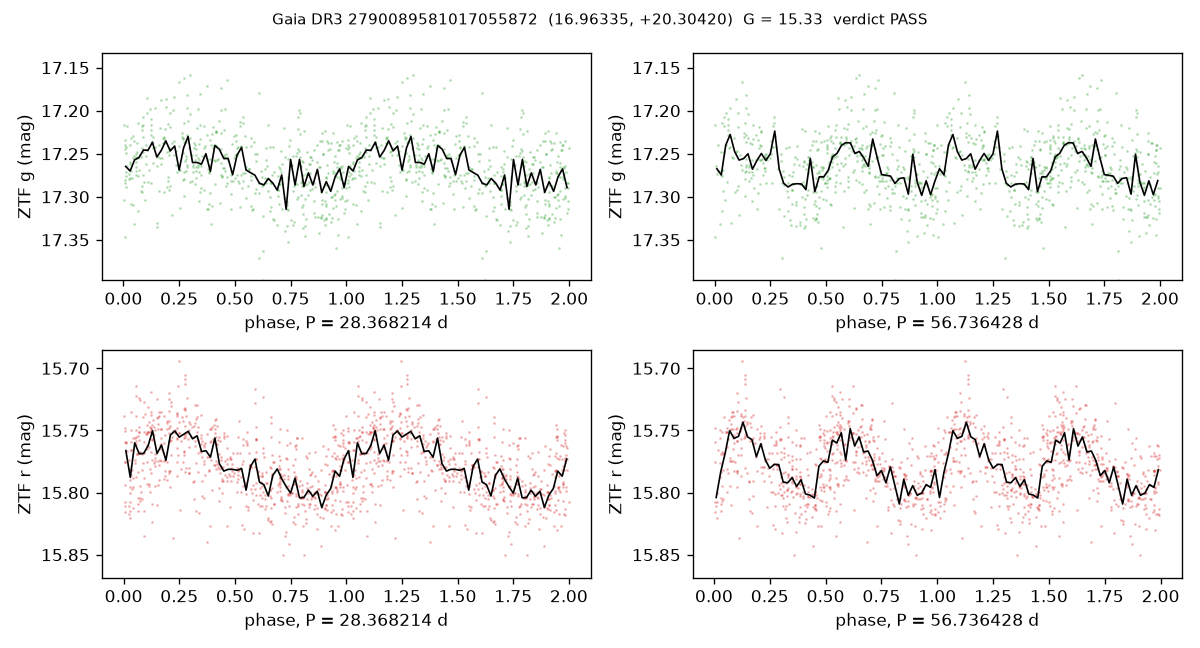 Gaia DR3 2790089581017055872  (16.96335, +20.30420)  G = 15.33  verdict PASS
ZTF g (mag)
17.15
17.20
17.25
17.30
17.35
0.00 0.25 0.50 0.75 1.00 1.25 1.50 1.75 2.00
phase, P = 28.368214 d
ZTF g (mag)
17.15
17.20
17.25
17.30
17.35
0.00 0.25 0.50 0.75 1.00 1.25 1.50 1.75 2.00
phase, P = 56.736428 d
ZTF r (mag)
15.70
15.75
15.80
15.85
0.00 0.25 0.50 0.75 1.00 1.25 1.50 1.75 2.00
phase, P = 28.368214 d
ZTF r (mag)
15.70
15.75
15.80
15.85
0.00 0.25 0.50 0.75 1.00 1.25 1.50 1.75 2.00
phase, P = 56.736428 d